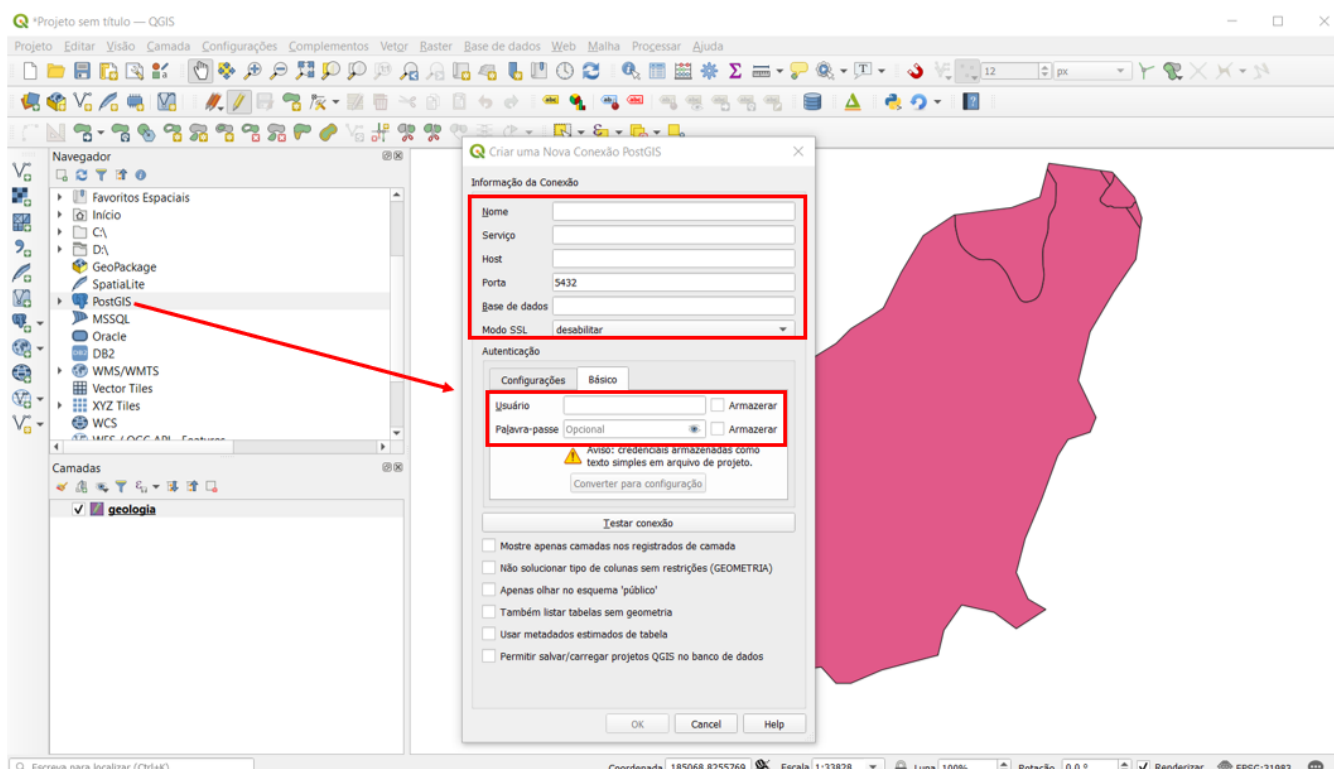 *Projeto sem título — QGIS
Projeto Editar Visão Camada Configurações Complementos Vetor Raster Base de dados Web Malha Processar Ajuda
12 px
Navegador
Favoritos Espaciais
Início
C:\
D:\
GeoPackage
SpatiaLite
PostGIS
MSSQL
Oracle
DB2
WMS/WMTS
Vector Tiles
XYZ Tiles
WCS
WFS / OGC API - Features
Camadas
geologia
Criar uma Nova Conexão PostGIS
Informação da Conexão
Nome
Serviço
Host
Porta 5432
Base de dados
Modo SSL desabilitar
Autenticação
Configurações Básico
Usuário Armazerar
Palavra-passe Opcional Armazerar
Aviso: credenciais armazenadas como
texto simples em arquivo de projeto.
Converter para configuração
Testar conexão
Mostre apenas camadas nos registrados de camada
Não solucionar tipo de colunas sem restrições (GEOMETRIA)
Apenas olhar no esquema 'público'
Também listar tabelas sem geometria
Usar metadados estimados de tabela
Permitir salvar/carregar projetos QGIS no banco de dados
OK Cancel Help
Escreva para localizar (Ctrl+K) Coordenada 185068,8255769 Escala 1:33828 Lupa 100% Rotação 0,0 ° Renderizar EPSG:31983